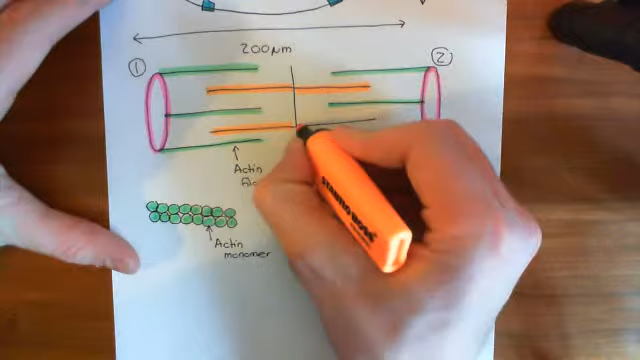 200µm
1
2
Actin
Actin
monomer
STABILO BOSS